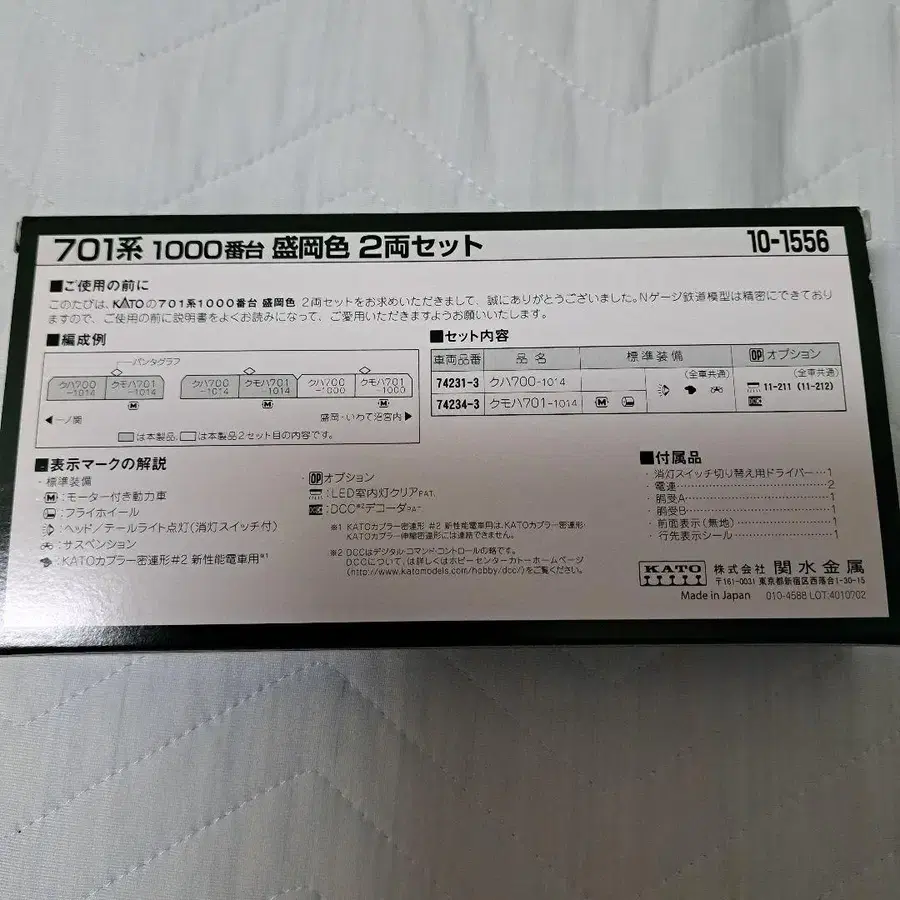 701系 1000番台 盛岡色 2両セット
10-1556
■ご使用の前に
このたびは、KATOの701系1000番台 盛岡色 2両セットをお求めいただきまして、誠にありがとうございました。Nゲージ鉄道模型は精密にできており
ますので、ご使用の前に説明書をよくお読みになって、ご愛用いただきますようお願いいたします。
■編成例
パンタグラフ
クハ700-1014 クモハ701-1014 クハ700-1014 クモハ701-1014 クハ700-1000 クモハ701-1000
M M M
◀一ノ関
盛岡・いわて沼宮内▶
は本製品、は本製品2セット目の内容です。
■セット内容
車両品番 品名 標準装備 OPオプション
(全車共通) (全車共通)
74231-3 クハ700-1014 11-211 (11-212)
74234-3 クモハ701-1014 M
■表示マークの解説
・標準装備
M:モーター付き動力車
:フライホイール
:ヘッド/テールライト点灯(消灯スイッチ付)
:サスペンション
:KATOカプラー密連形#2 新性能電車用※1
・OPオプション
:LED室内灯クリアPAT.
:DCC※2デコーダPAT.
※1 KATOカプラー密連形 #2 新性能電車用は、KATOカプラー密連形・
KATOカプラー伸縮密連形には連結できません。
※2 DCCはデジタル・コマンド・コントロールの略です。
DCCについて、は詳しくはホビーセンターカトーホームページ
(http://www.katomodels.com/hobby/dcc/)をご覧ください。
■付属品
・消灯スイッチ切り替え用ドライバー…1
・電連 2
・胴受A 1
・胴受B 1
・前面表示(無地) 1
・行先表示シール 1
KATO 株式会社 関水金属
〒161-0031 東京都新宿区西落合1-30-15
Made in Japan 010-4588 LOT:4010702